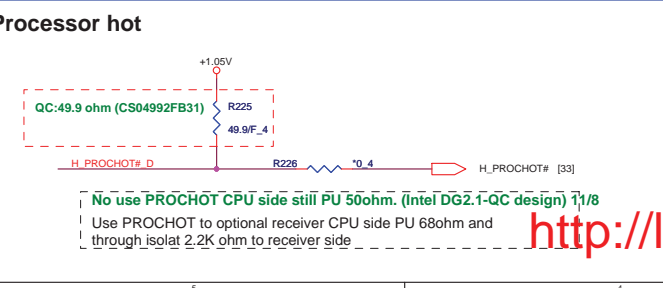 Processor hot
+1.05V
QC:49.9 ohm (CS04992FB31)
R225
49.9/F_4
H_PROCHOT#_D
R226
*0_4
H_PROCHOT# [33]
No use PROCHOT CPU side still PU 50ohm. (Intel DG2.1-QC design) 11/8
Use PROCHOT to optional receiver CPU side PU 68ohm and
through isolat 2.2K ohm to receiver side
http://l
5
4